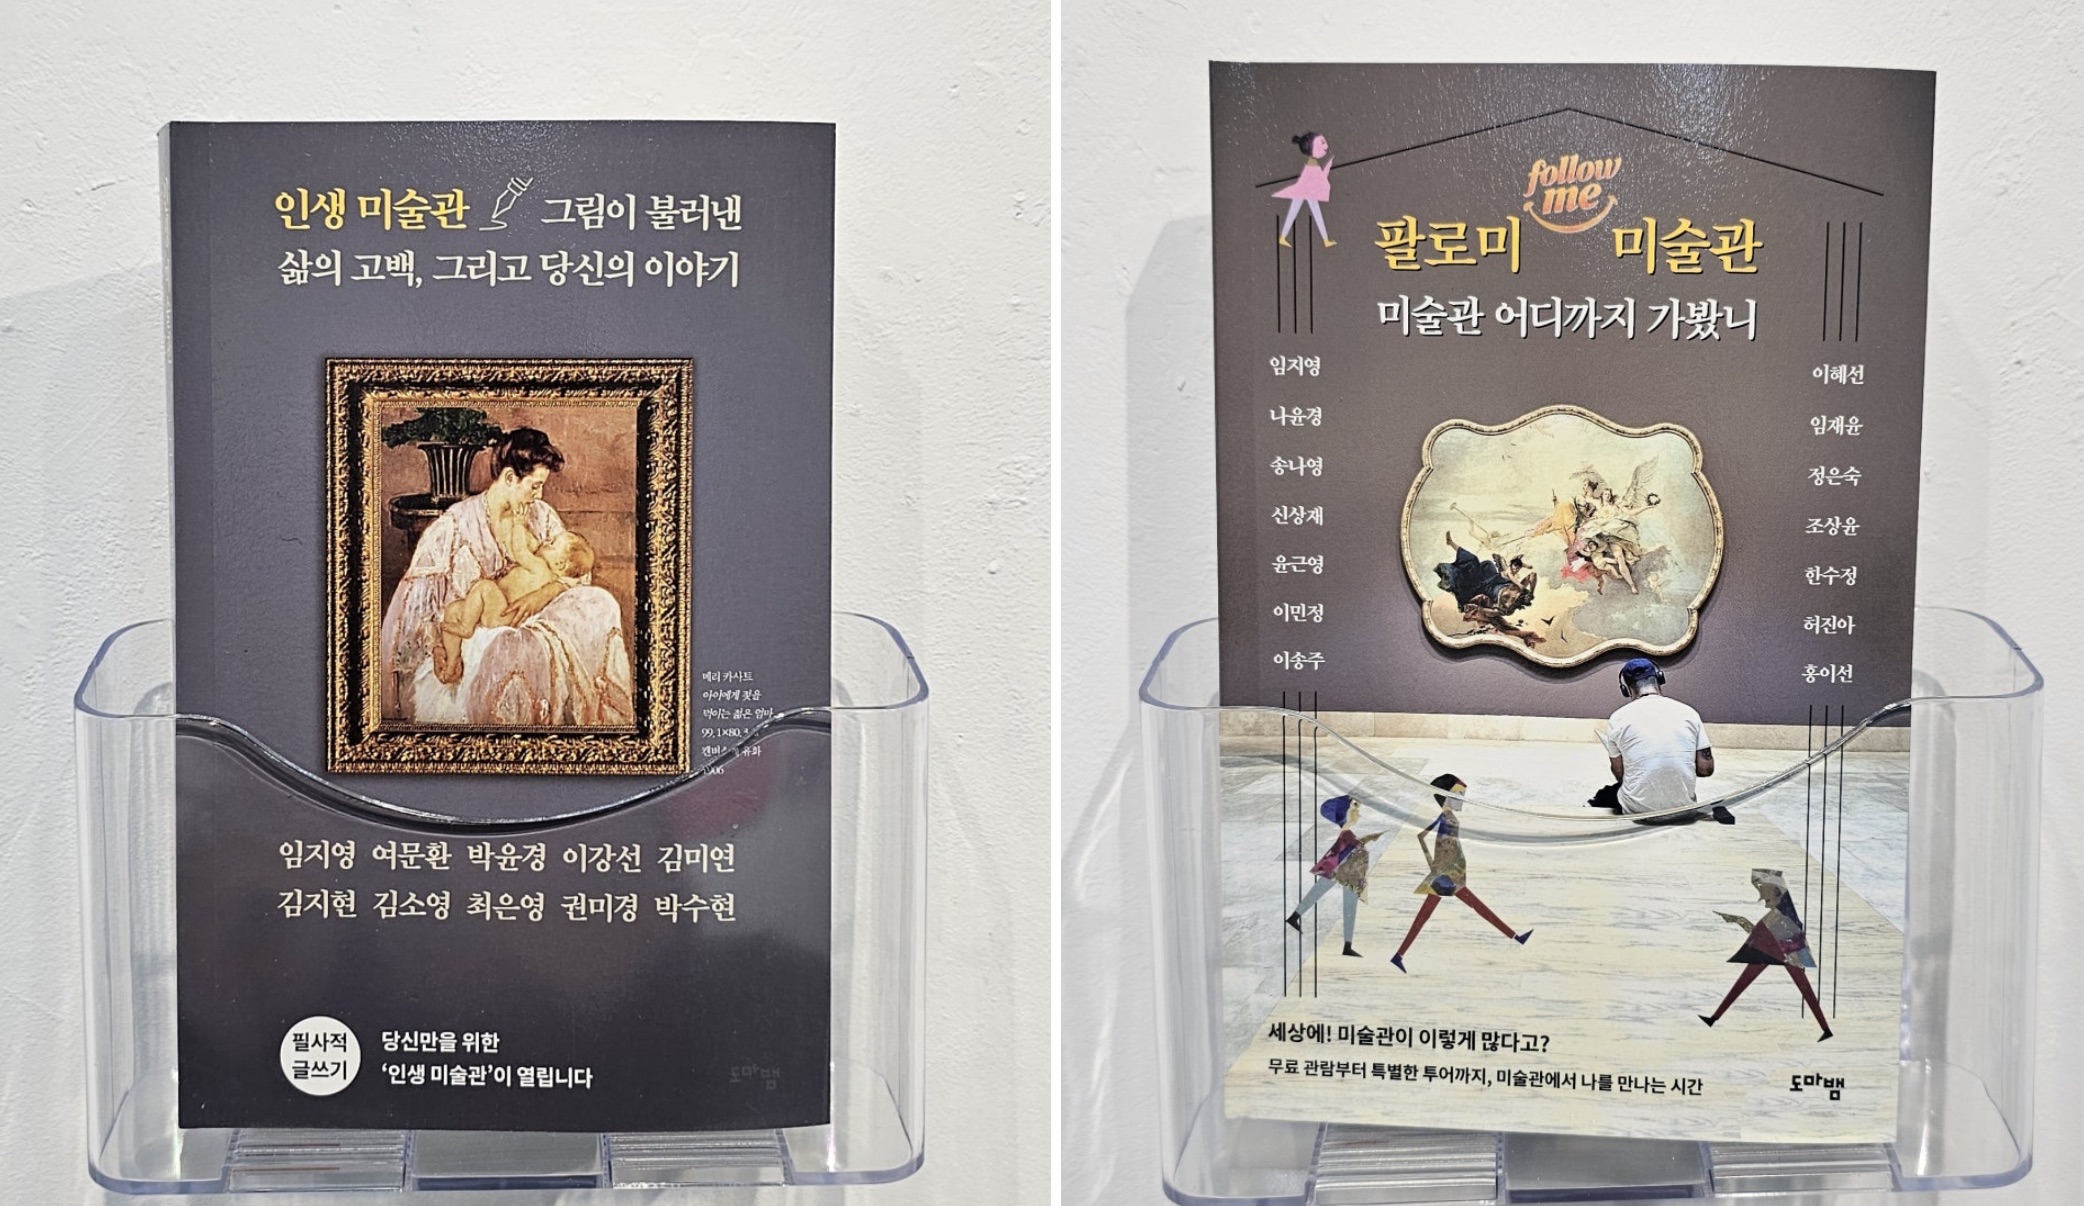 인생 미술관 그림이 불러낸
삶의 고백, 그리고 당신의 이야기
메리 카사트
아이에게 젖을
먹이는 젊은 엄마
99.1×80.
캔버스에 유화
1906
임지영 여문환 박윤경 이강선 김미연
김지현 김소영 최은영 권미경 박수현
필사적
글쓰기
당신만을 위한
‘인생 미술관’이 열립니다
도마뱀
follow
me
팔로미 미술관
미술관 어디까지 가봤니
임지영
나윤경
송나영
신상재
윤근영
이민정
이송주
이혜선
임재윤
정은숙
조상윤
한수정
허진아
홍이선
세상에! 미술관이 이렇게 많다고?
무료 관람부터 특별한 투어까지, 미술관에서 나를 만나는 시간
도마뱀